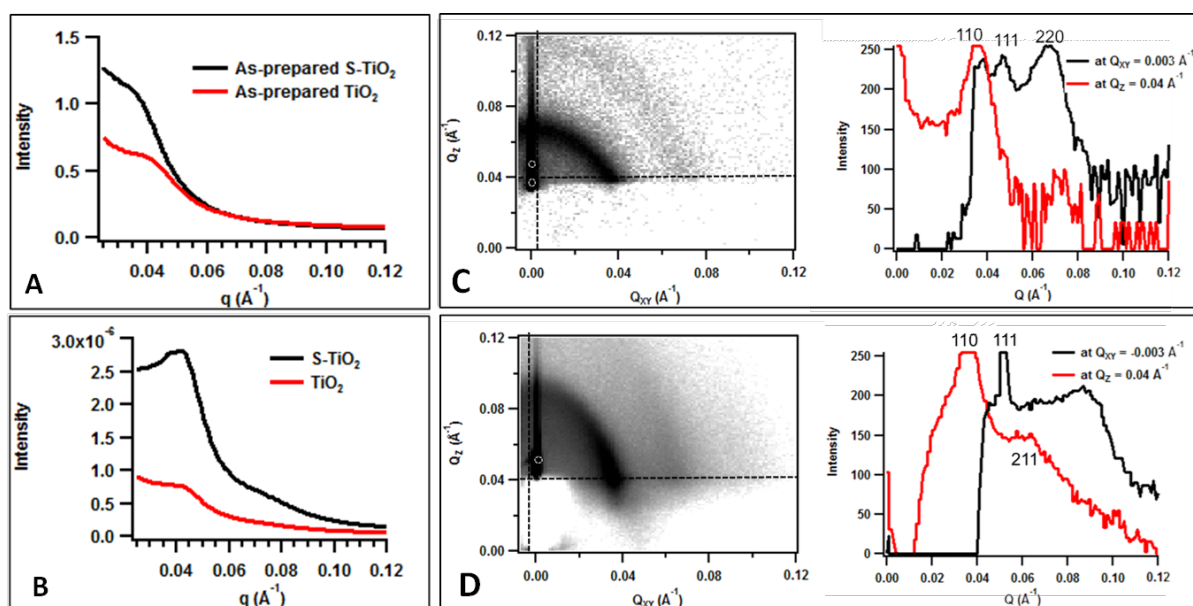 1.5
1.0
0.5
0.0
Intensity
As-prepared S-TiO₂
As-prepared TiO₂
0.04 0.06 0.08 0.10 0.12
q (A⁻¹)
A
3.0x10⁻⁶
2.5
2.0
1.5
1.0
0.5
0.0
Intensity
S-TiO₂
TiO₂
0.04 0.06 0.08 0.10 0.12
q (A⁻¹)
B
0.12
0.08
0.04
0.00
Q_Z (Å⁻¹)
0.00 0.04 0.08 0.12
Q_XY (A⁻¹)
C
110 111 220
250
200
150
100
50
0
Intensity
at Q_XY = 0.003 A⁻¹
at Q_Z = 0.04 A⁻¹
0.00 0.02 0.04 0.06 0.08 0.10 0.12
Q (A⁻¹)
0.12
0.08
0.04
0.00
Q_Z (Å⁻¹)
0.00 0.04 0.08 0.12
Q_XY (A⁻¹)
D
110 111
211
250
200
150
100
50
0
Intensity
at Q_XY = -0.003 A⁻¹
at Q_Z = 0.04 A⁻¹
0.00 0.02 0.04 0.06 0.08 0.10 0.12
Q (A⁻¹)